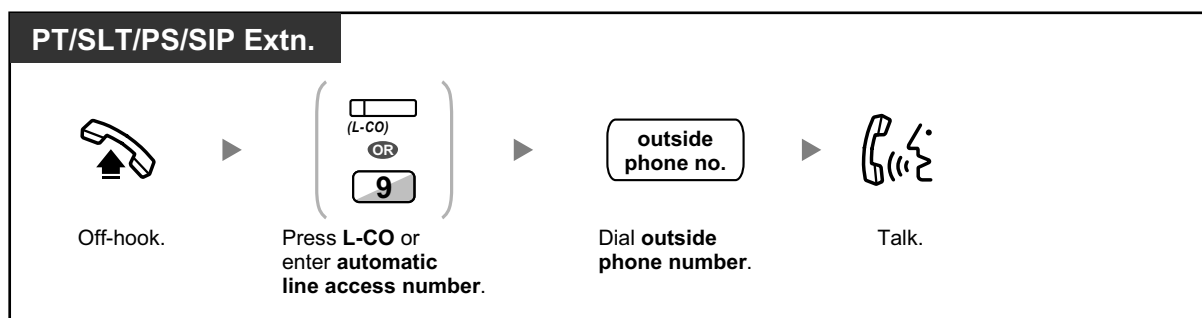 PT/SLT/PS/SIP Extn.
(L-CO)
OR
9
outside
phone no.
Off-hook.
Press L-CO or
enter automatic
line access number.
Dial outside
phone number.
Talk.